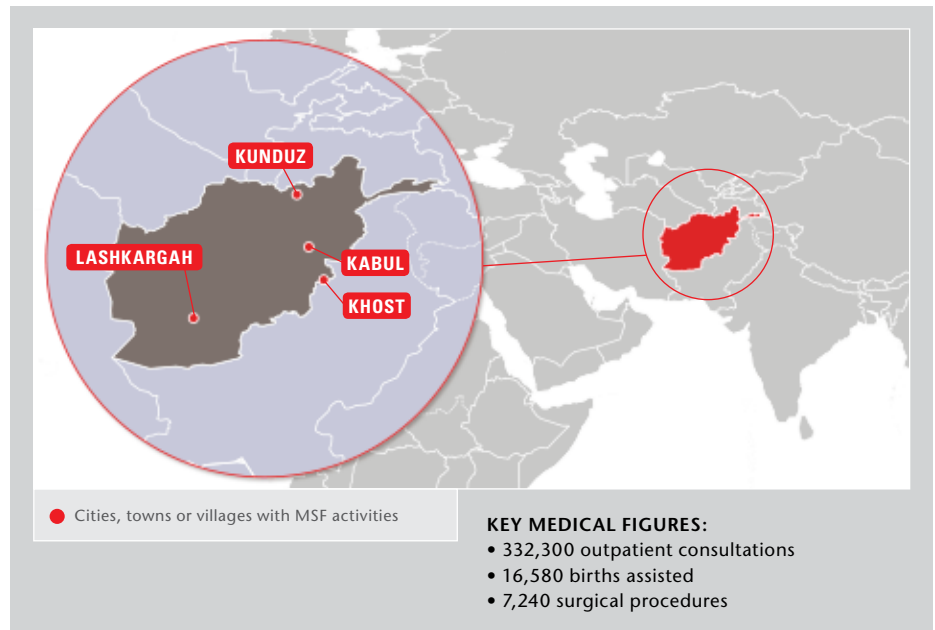 KUNDUZ
LASHKARGAH
KABUL
KHOST
Cities, towns or villages with MSF activities
KEY MEDICAL FIGURES:
• 332,300 outpatient consultations
• 16,580 births assisted
• 7,240 surgical procedures